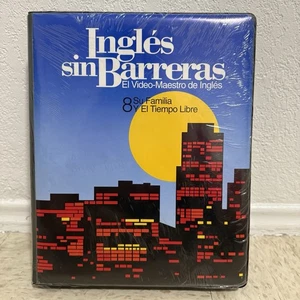 Inglés
sin Barreras
El Video-Maestro de Inglés
8 Su Familia
y El Tiempo Libre